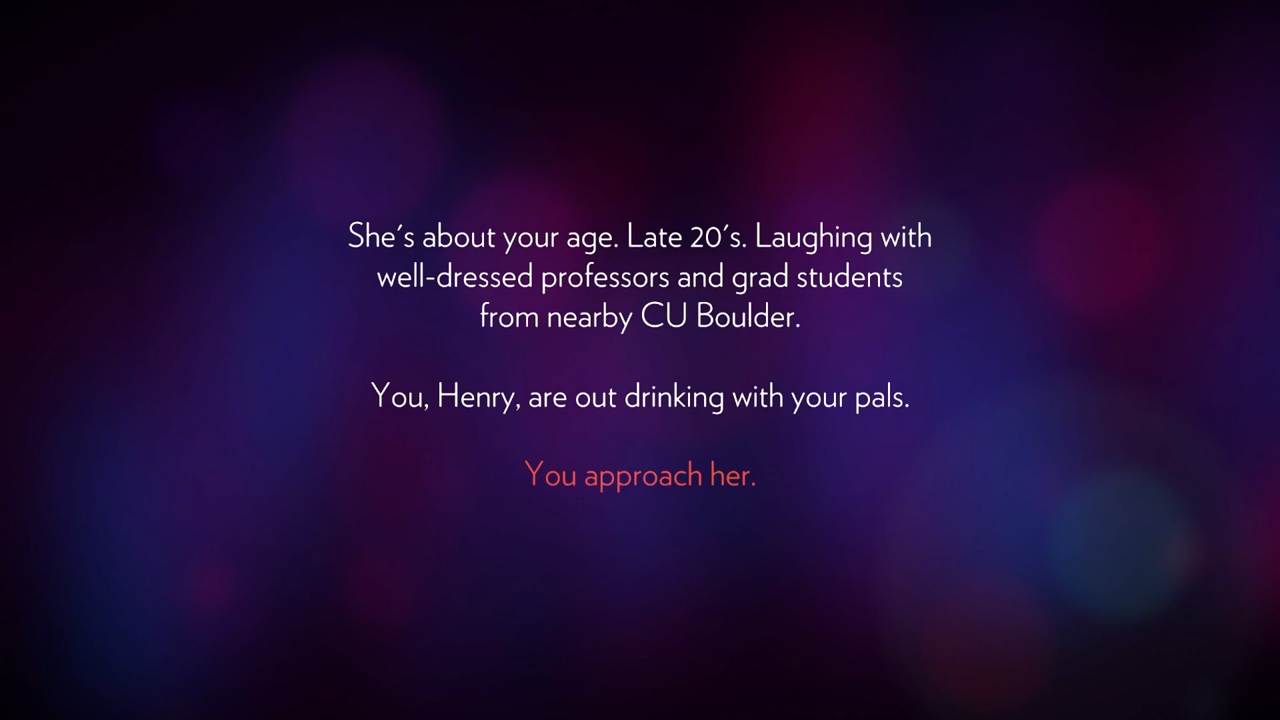 She's about your age. Late 20's. Laughing with
well-dressed professors and grad students
from nearby CU Boulder.
You, Henry, are out drinking with your pals.
You approach her.